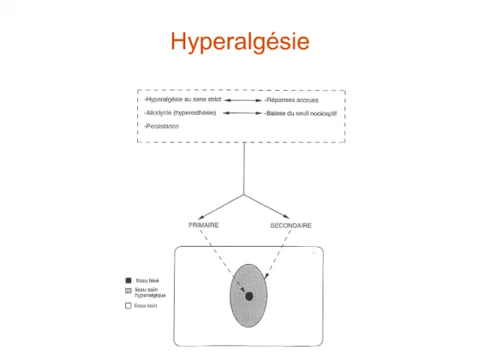 Hyperalgésie
-Hyperalgésie au sens strict -Réponses accrues
-Allodynie (hyperesthésie) -Baisse du seuil nociceptif
-Persistance
PRIMAIRE SECONDAIRE
tissu lésé
tissu sain
hyperalgique
tissu sain